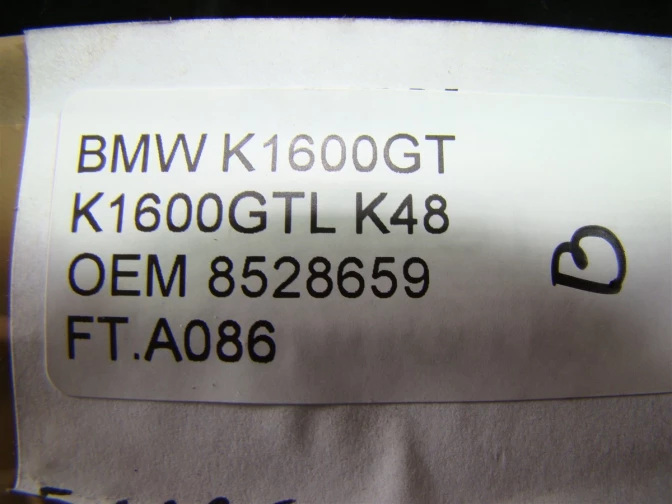 BMW K1600GT
K1600GTL K48
OEM 8528659
FT.A086
B